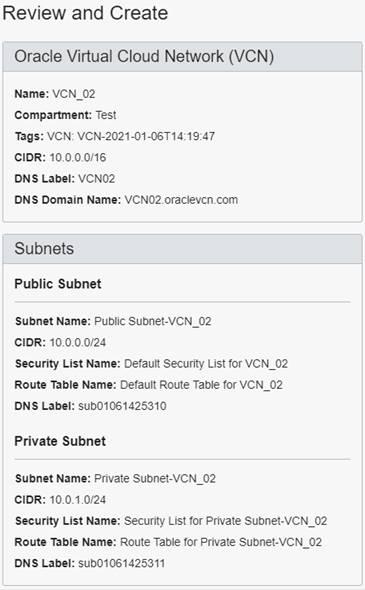 Review and Create
Oracle Virtual Cloud Network (VCN)
Name: VCN_02
Compartment: Test
Tags: VCN: VCN-2021-01-06T14:19:47
CIDR: 10.0.0.0/16
DNS Label: VCN02
DNS Domain Name: VCN02.oraclevcn.com
Subnets
Public Subnet
Subnet Name: Public Subnet-VCN_02
CIDR: 10.0.0.0/24
Security List Name: Default Security List for VCN_02
Route Table Name: Default Route Table for VCN_02
DNS Label: sub01061425310
Private Subnet
Subnet Name: Private Subnet-VCN_02
CIDR: 10.0.1.0/24
Security List Name: Security List for Private Subnet-VCN_02
Route Table Name: Route Table for Private Subnet-VCN_02
DNS Label: sub01061425311